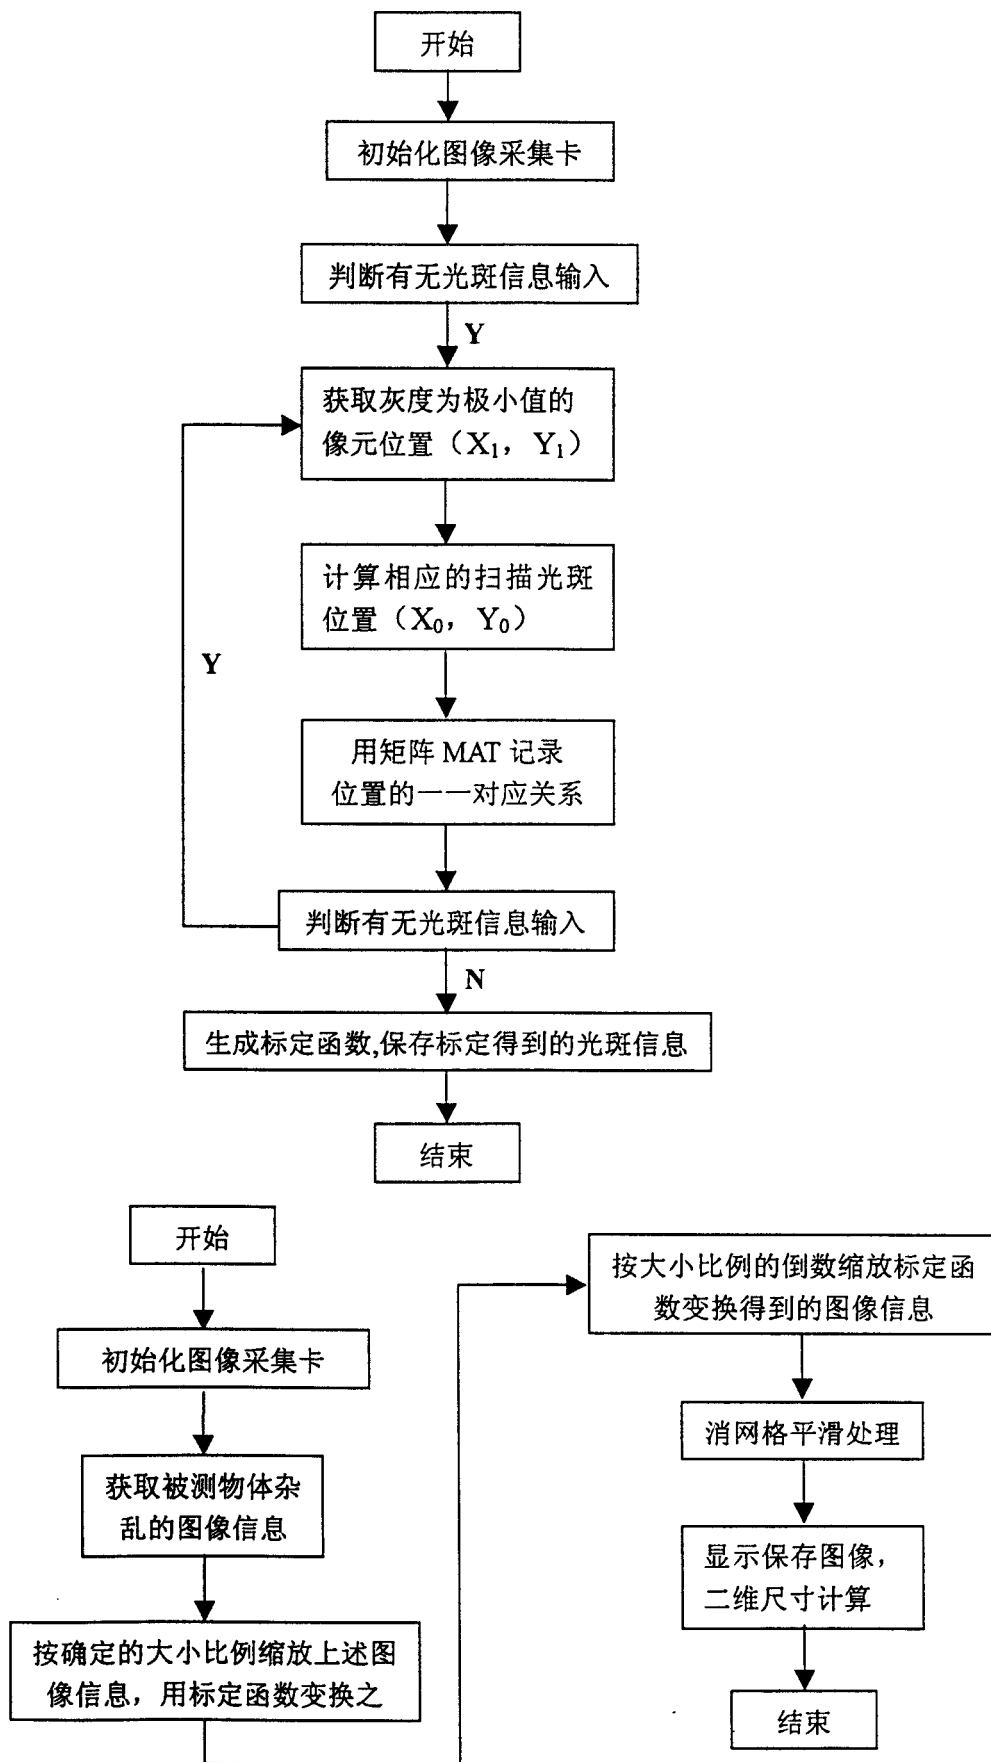 开始
初始化图像采集卡
判断有无光斑信息输入
Y
获取灰度为极小值的
像元位置（X₁，Y₁）
计算相应的扫描光斑
位置（X₀，Y₀）
Y
用矩阵 MAT 记录
位置的一一对应关系
判断有无光斑信息输入
N
生成标定函数,保存标定得到的光斑信息
结束
开始
初始化图像采集卡
获取被测物体杂
乱的图像信息
按确定的大小比例缩放上述图
像信息，用标定函数变换之
按大小比例的倒数缩放标定函
数变换得到的图像信息
消网格平滑处理
显示保存图像，
二维尺寸计算
结束